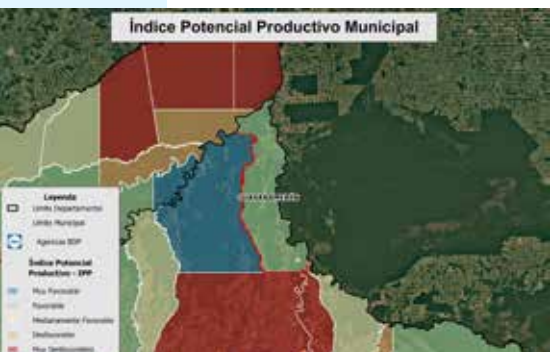 Índice Potencial Productivo Municipal
Leyenda
Límite Departamental
Límite Municipal
Agencias BDP
Índice Potencial
Productivo - IPP
Muy Favorable
Favorable
Medianamente Favorable
Desfavorable
Muy Desfavorable